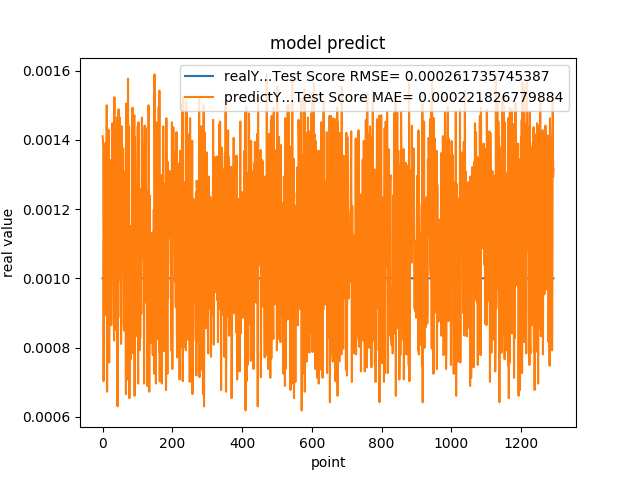 model predict
realY...Test Score RMSE= 0.000261735745387
predictY...Test Score MAE= 0.000221826779884
0.0016
0.0014
0.0012
0.0010
0.0008
0.0006
real value
0 200 400 600 800 1000 1200
point